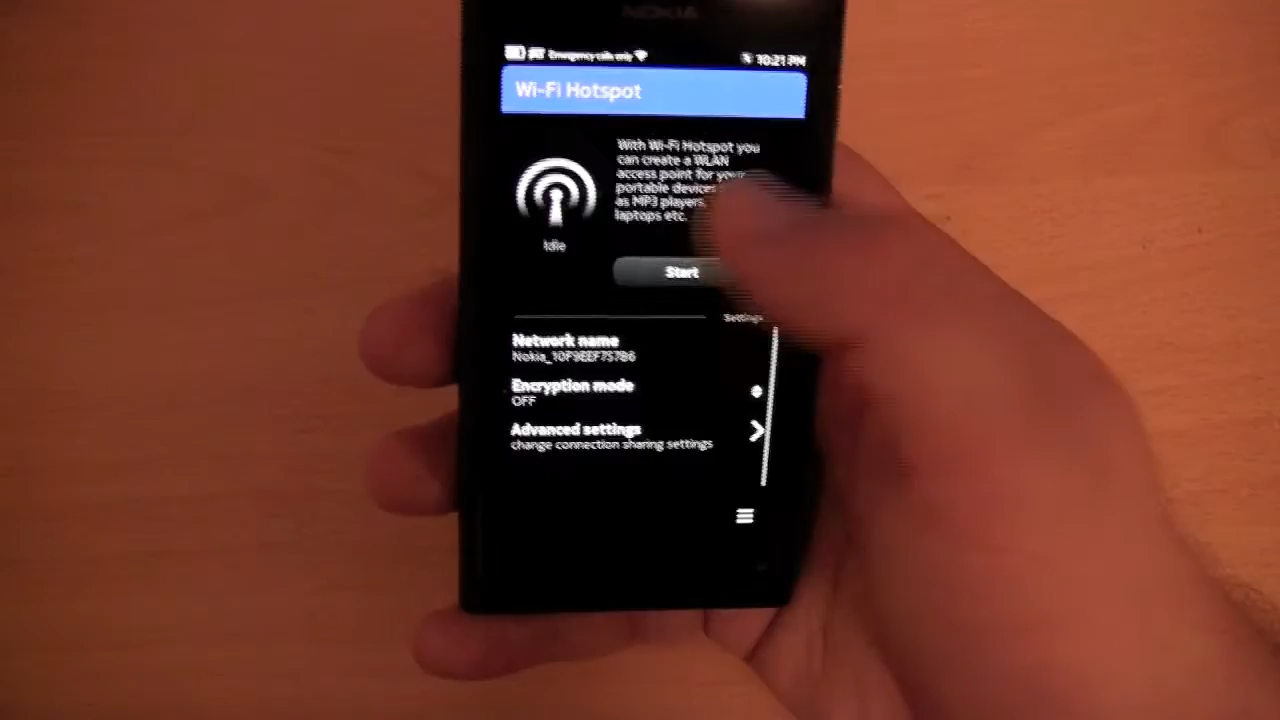 NOKIA
Emergency calls only
10:21 PM
Wi-Fi Hotspot
With Wi-Fi Hotspot you
can create a WLAN
access point for your
portable devices
as MP3 players,
laptops etc.
Idle
Start
Settings
Network name
Nokia_10F9EEF757B6
Encryption mode
OFF
Advanced settings
change connection sharing settings